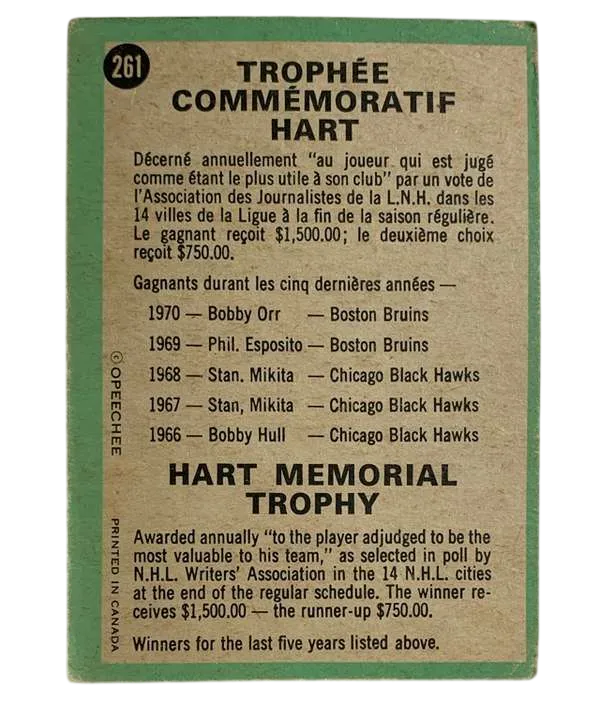 261
TROPHÉE
COMMÉMORATIF
HART
Décerné annuellement "au joueur qui est jugé
comme étant le plus utile à son club" par un vote de
l'Association des Journalistes de la L.N.H. dans les
14 villes de la Ligue à la fin de la saison régulière.
Le gagnant reçoit $1,500.00; le deuxième choix
reçoit $750.00.
Gagnants durant les cinq dernières années —
1970 — Bobby Orr — Boston Bruins
1969 — Phil. Esposito — Boston Bruins
1968 — Stan. Mikita — Chicago Black Hawks
1967 — Stan, Mikita — Chicago Black Hawks
1966 — Bobby Hull — Chicago Black Hawks
HART MEMORIAL
TROPHY
Awarded annually "to the player adjudged to be the
most valuable to his team," as selected in poll by
N.H.L. Writers' Association in the 14 N.H.L. cities
at the end of the regular schedule. The winner re-
ceives $1,500.00 — the runner-up $750.00.
Winners for the last five years listed above.
© OPEECHEE
PRINTED IN CANADA